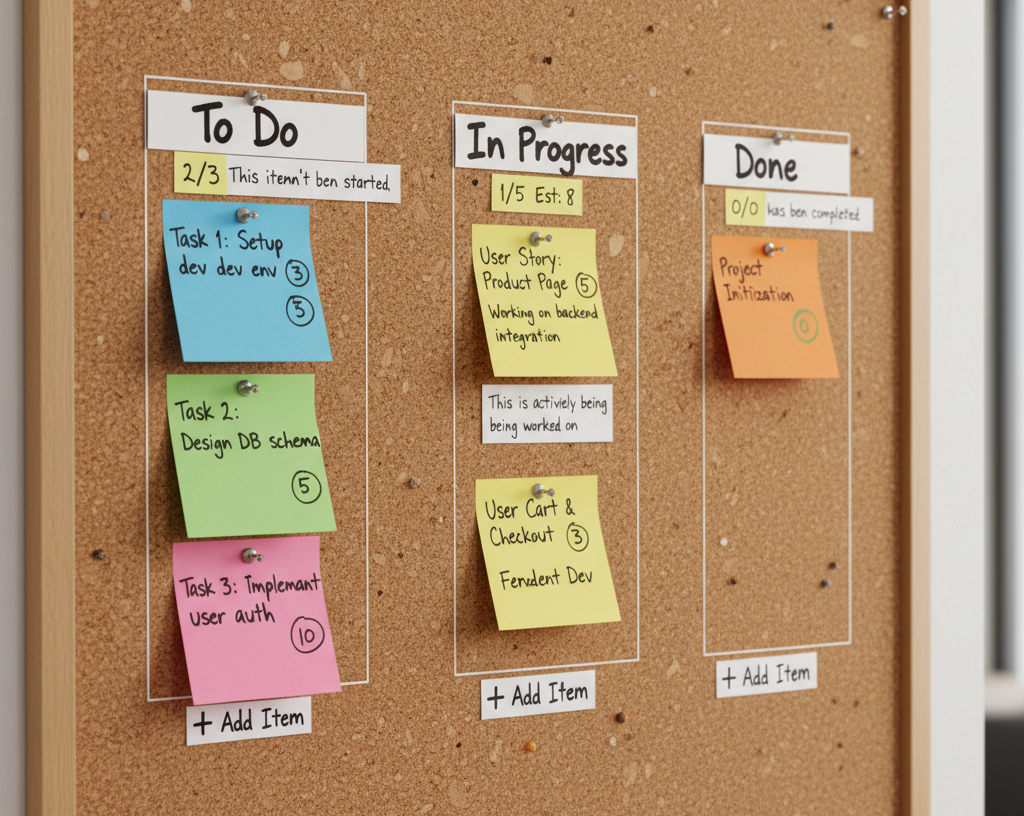 To Do
2/3 This itemn't ben started.
Task 1: Setup
dev dev env 3
5
Task 2:
Design DB schema
5
Task 3: Implemant
user auth
10
+ Add Item
In Progress
1/5 Est: 8
User Story:
Product Page 5
Working on backend
integration
This is activiely being
being worked on
User Cart &
Checkout 3
Fendent Dev
+ Add Item
Done
0/0 has ben completed
Project
Initization
0
+ Add Item